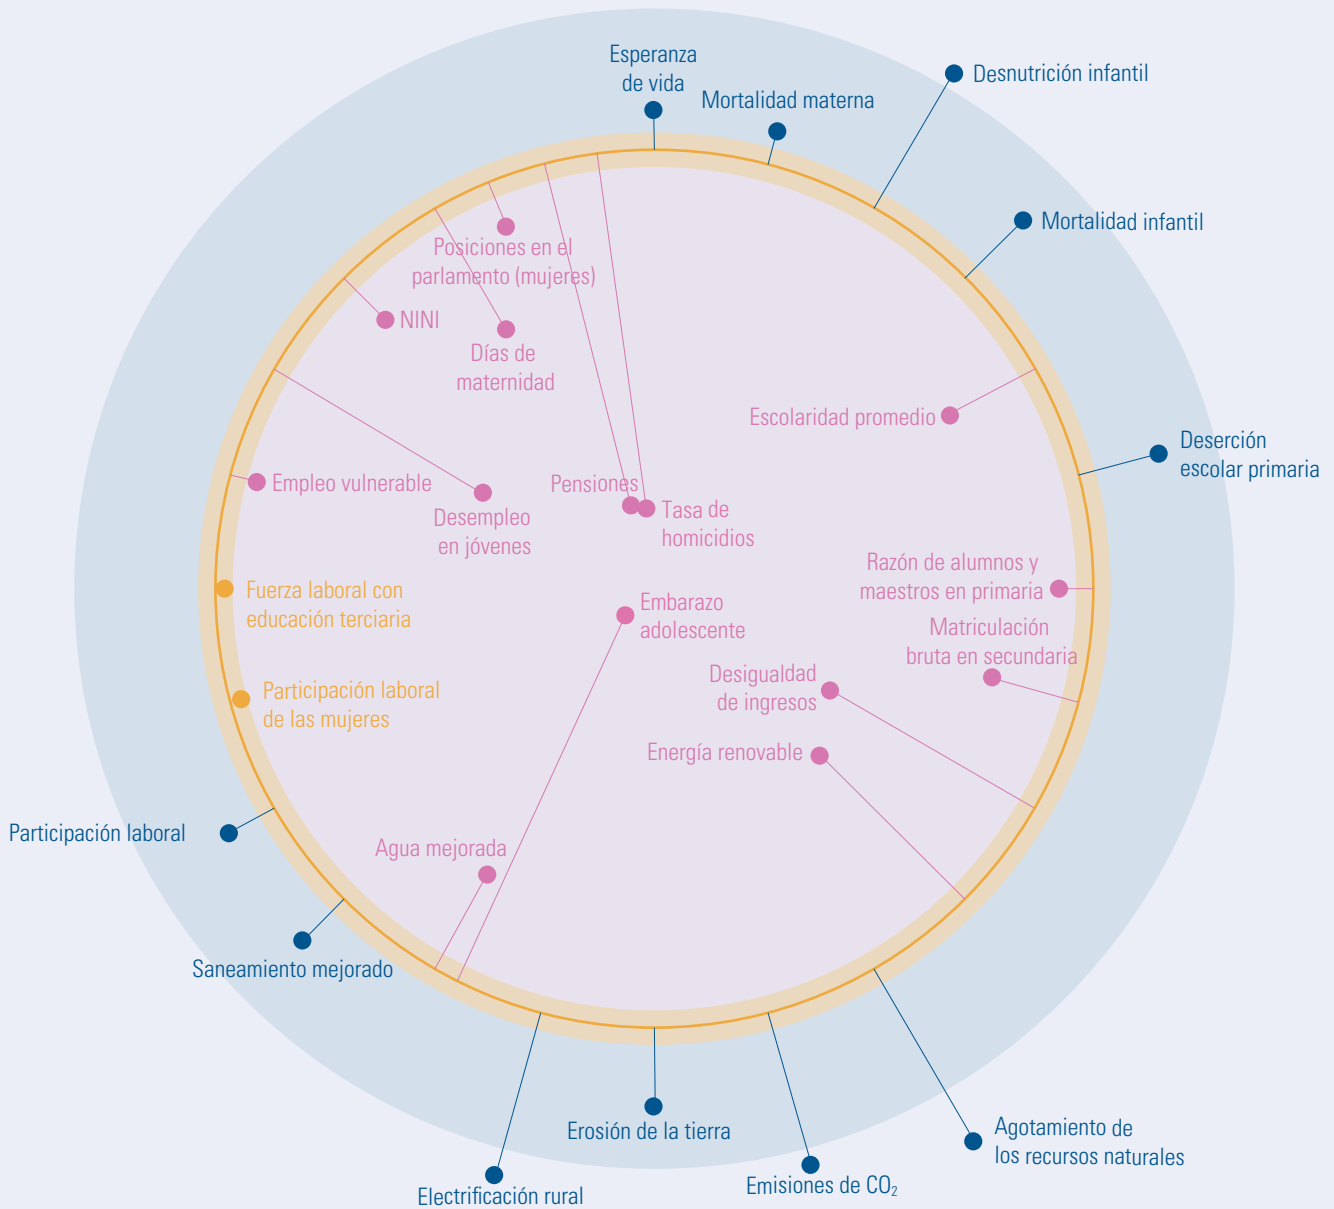 Esperanza
de vida
Mortalidad materna
Desnutrición infantil
Mortalidad infantil
Posiciones en el
parlamento (mujeres)
NINI
Días de
maternidad
Escolaridad promedio
Deserción
escolar primaria
Empleo vulnerable
Pensiones
Desempleo
en jóvenes
Tasa de
homicidios
Razón de alumnos y
maestros en primaria
Fuerza laboral con
educación terciaria
Embarazo
adolescente
Matriculación
bruta en secundaria
Desigualdad
de ingresos
Participación laboral
de las mujeres
Energía renovable
Participación laboral
Agua mejorada
Saneamiento mejorado
Erosión de la tierra
Agotamiento de
los recursos naturales
Emisiones de CO₂
Electrificación rural